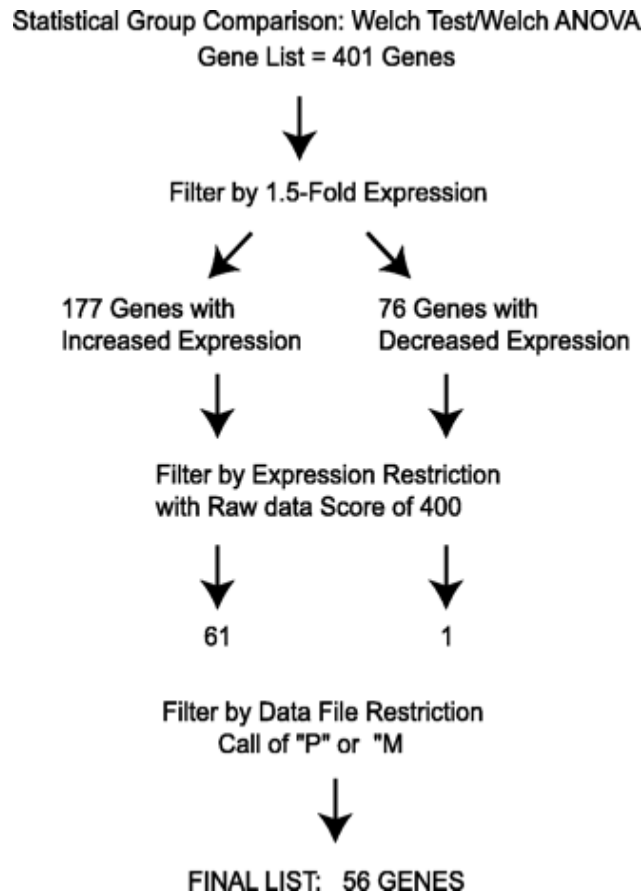 Statistical Group Comparison: Welch Test/Welch ANOVA
Gene List = 401 Genes
Filter by 1.5-Fold Expression
177 Genes with
Increased Expression
76 Genes with
Decreased Expression
Filter by Expression Restriction
with Raw data Score of 400
61
1
Filter by Data File Restriction
Call of "P" or "M
FINAL LIST: 56 GENES